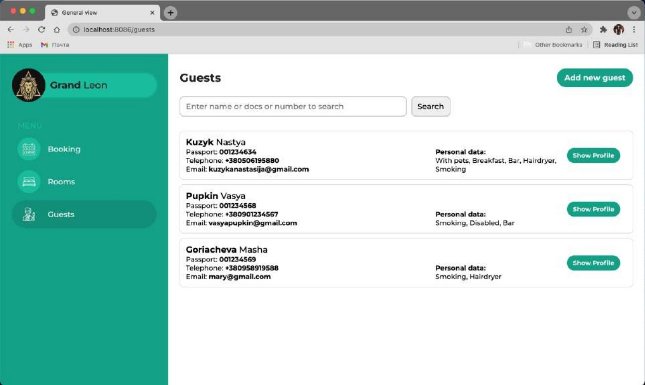 General view
localhost:8086/guests
Apps
Почта
Other Bookmarks
Reading List
Grand Leon
MENU
Booking
Rooms
Guests
Guests
Add new guest
Enter name or docs or number to search
Search
Kuzyk Nastya
Passport: 001234634
Telephone: +380506195880
Email: kuzykanastasija@gmail.com
Personal data:
With pets, Breakfast, Bar, Hairdryer,
Smoking
Show Profile
Pupkin Vasya
Passport: 001234568
Telephone: +380901234567
Email: vasyapupkin@gmail.com
Personal data:
Smoking, Disabled, Bar
Show Profile
Goriacheva Masha
Passport: 001234569
Telephone: +380958919588
Email: mary@gmail.com
Personal data:
Smoking, Hairdryer
Show Profile